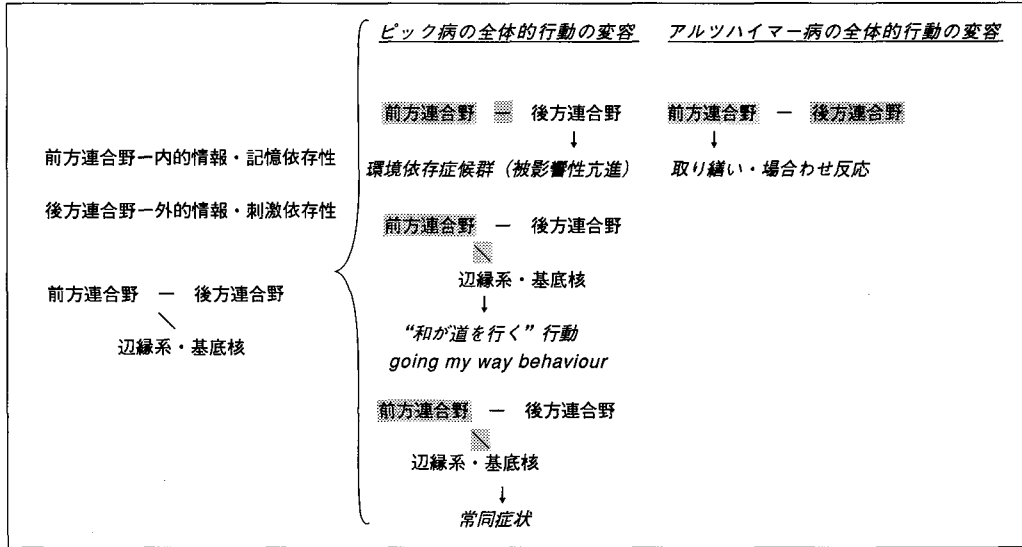 ピック病の全体的行動の変容
アルツハイマー病の全体的行動の変容
前方連合野ー内的情報・記憶依存性
後方連合野ー外的情報・刺激依存性
前方連合野 ー 後方連合野
辺縁系・基底核
前方連合野 ー 後方連合野
↓
環境依存症候群（被影響性亢進）
前方連合野 ー 後方連合野
辺縁系・基底核
↓
“和が道を行く”行動
going my way behaviour
前方連合野 ー 後方連合野
辺縁系・基底核
↓
常同症状
前方連合野 ー 後方連合野
↓
取り繕い・場合わせ反応